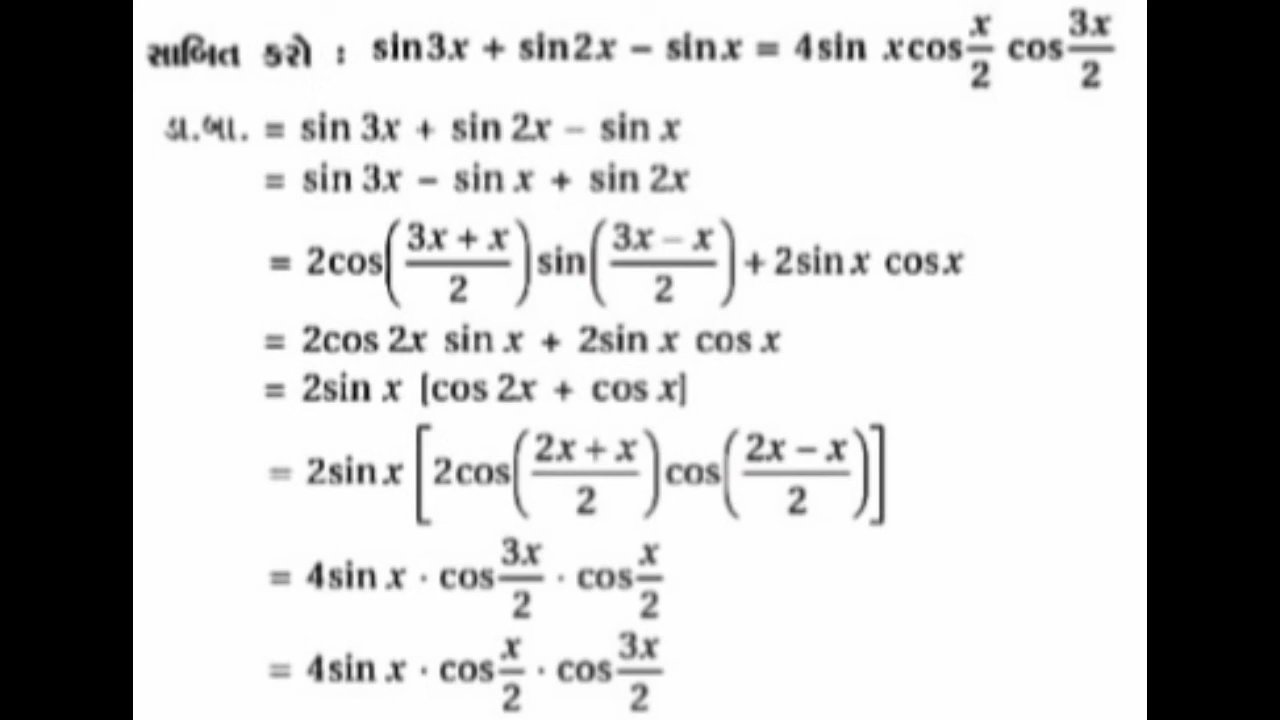 સાબિત કરો : sin3x + sin2x − sinx = 4sin xcos x/2 cos 3x/2
ડા.બા. = sin 3x + sin 2x − sin x
= sin 3x − sin x + sin 2x
= 2cos((3x + x)/2) sin((3x − x)/2) + 2sin x cosx
= 2cos 2x sin x + 2sin x cos x
= 2sin x [cos 2x + cos x]
= 2sin x [2cos((2x + x)/2) cos((2x − x)/2)]
= 4sin x · cos 3x/2 · cos x/2
= 4sin x · cos x/2 · cos 3x/2